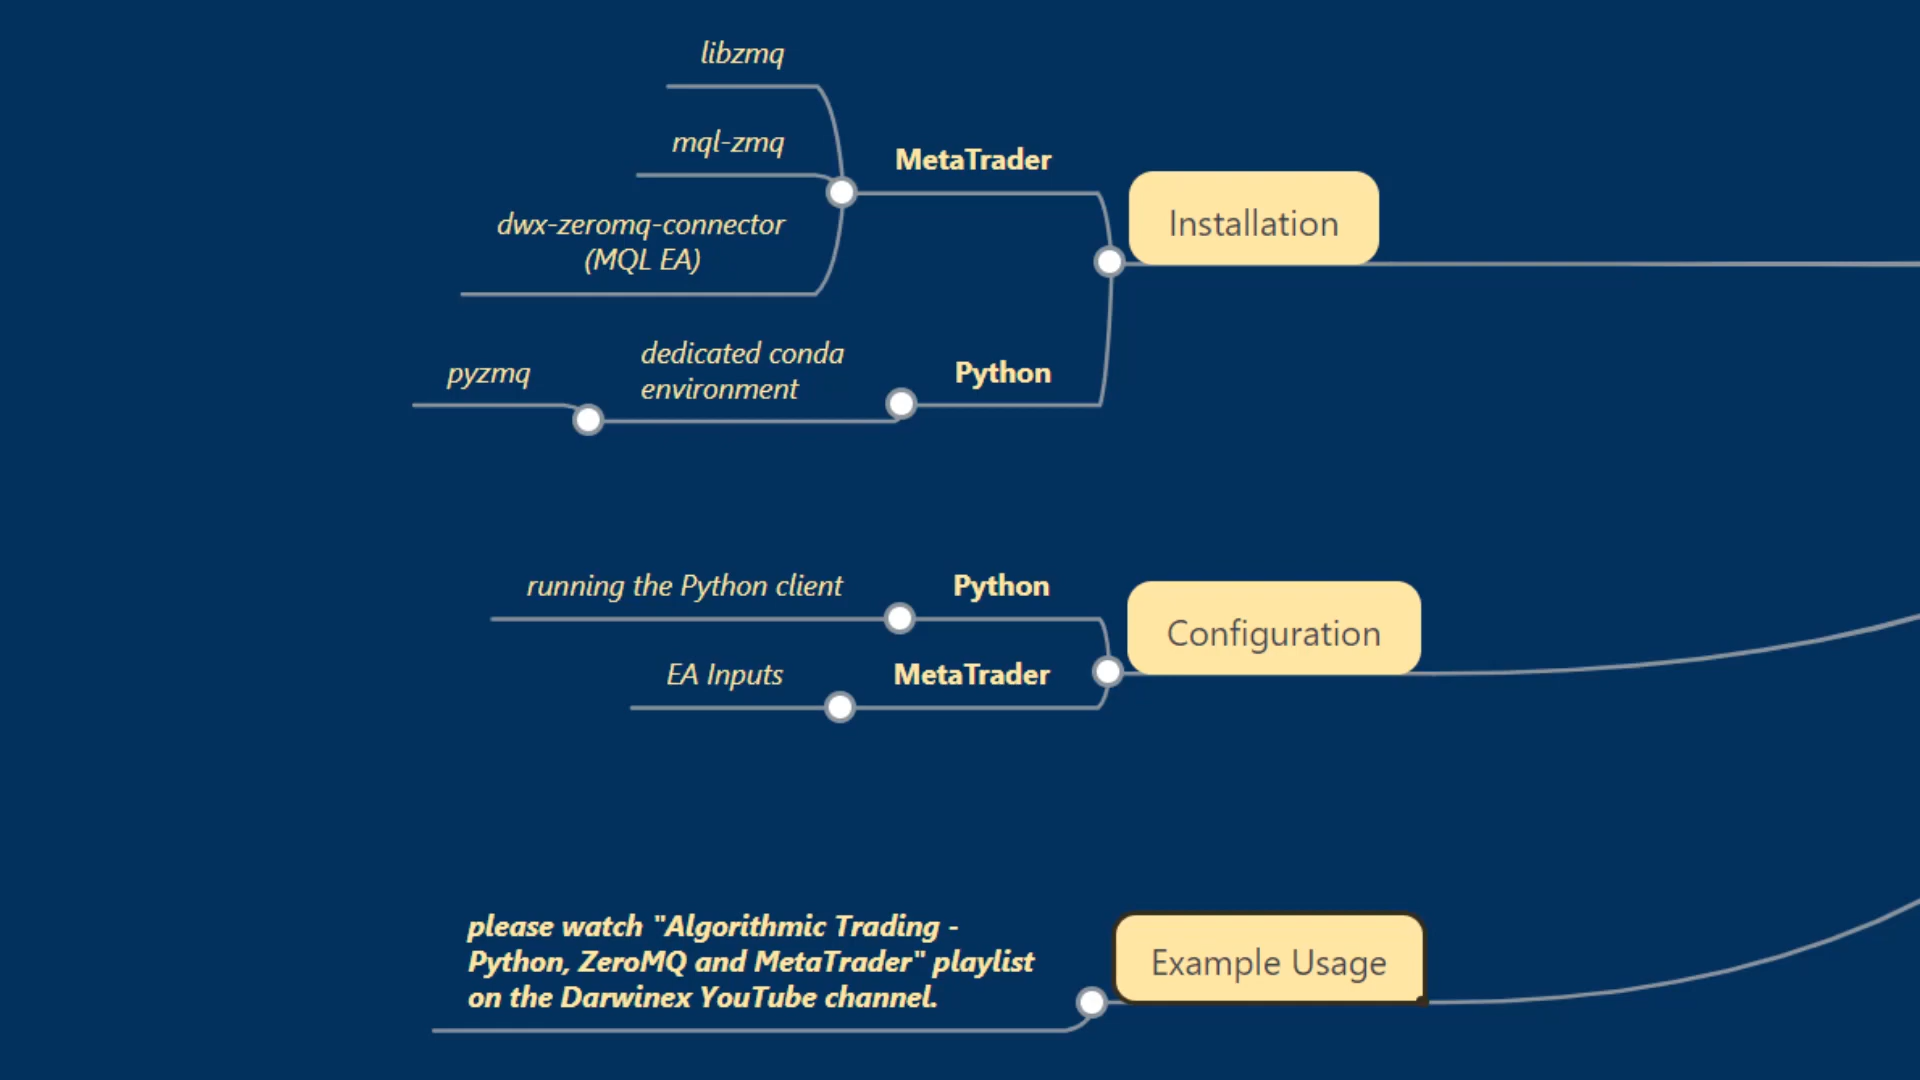 libzmq
mql-zmq
MetaTrader
dwx-zeromq-connector
(MQL EA)
Installation
pyzmq
dedicated conda
environment
Python
running the Python client
Python
Configuration
EA Inputs
MetaTrader
please watch "Algorithmic Trading -
Python, ZeroMQ and MetaTrader" playlist
on the Darwinex YouTube channel.
Example Usage